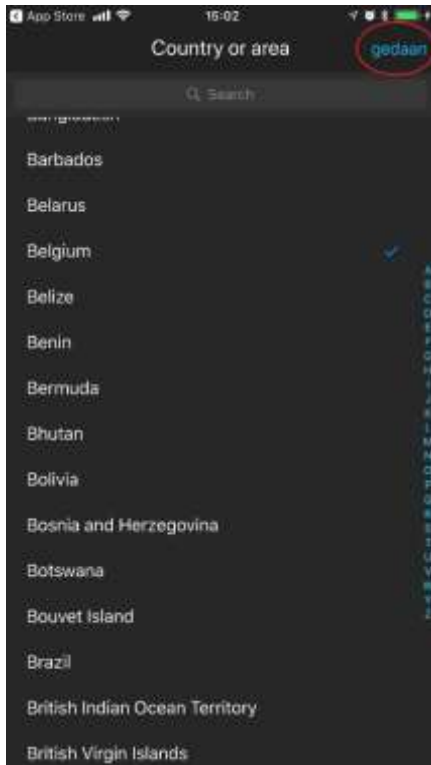 App Store 15:02
Country or area gedaan
Search
Barbados
Belarus
Belgium
Belize
Benin
Bermuda
Bhutan
Bolivia
Bosnia and Herzegovina
Botswana
Bouvet Island
Brazil
British Indian Ocean Territory
British Virgin Islands